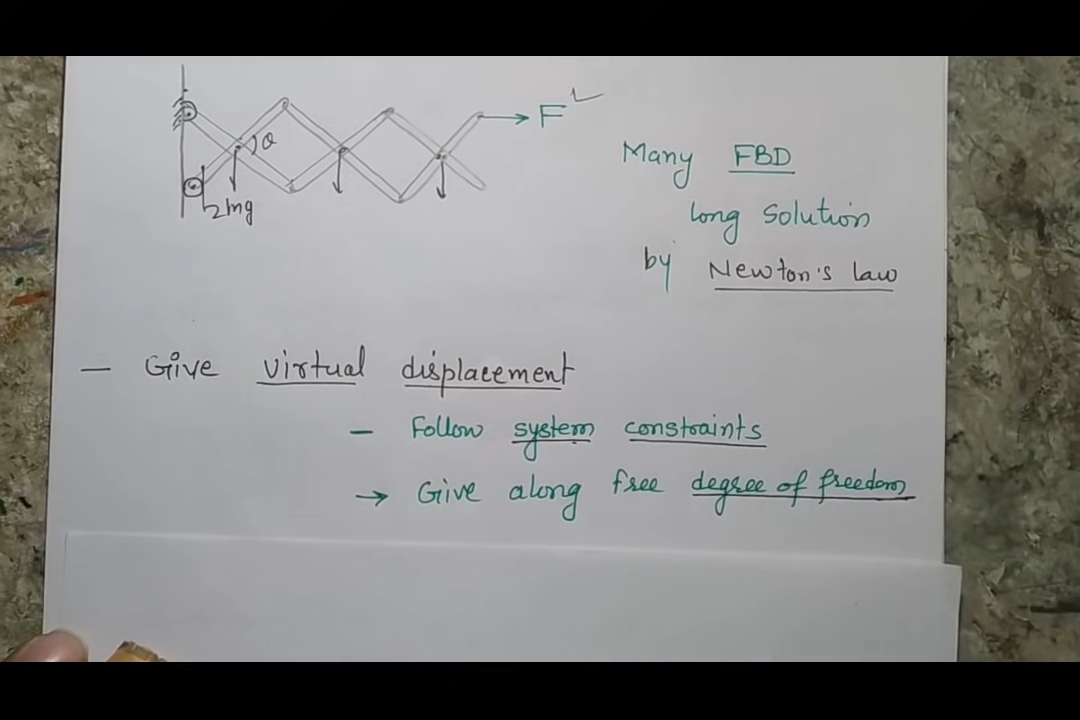 F
θ
2mg
Many FBD
long solution
by Newton's law
— Give virtual displacement
— Follow system constraints
→ Give along free degree of freedom